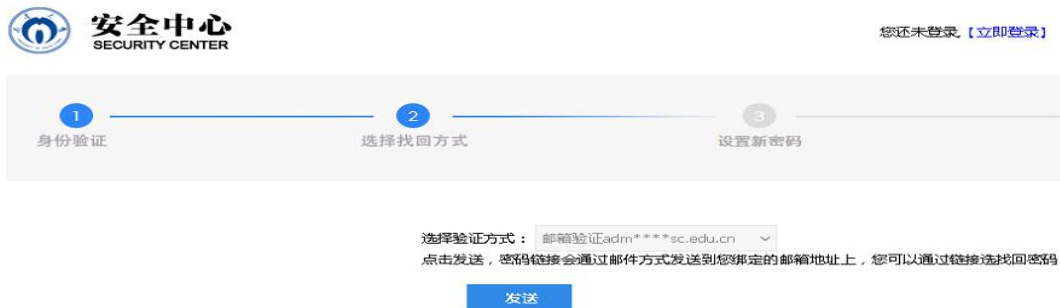 安全中心
SECURITY CENTER
您还未登录,【立即登录】
1 2 3
身份验证 选择找回方式 设置新密码
选择验证方式: 邮箱验证adm****sc.edu.cn
点击发送,密码链接会通过邮件方式发送到您绑定的邮箱地址上,您可以通过链接选找回密码
发送